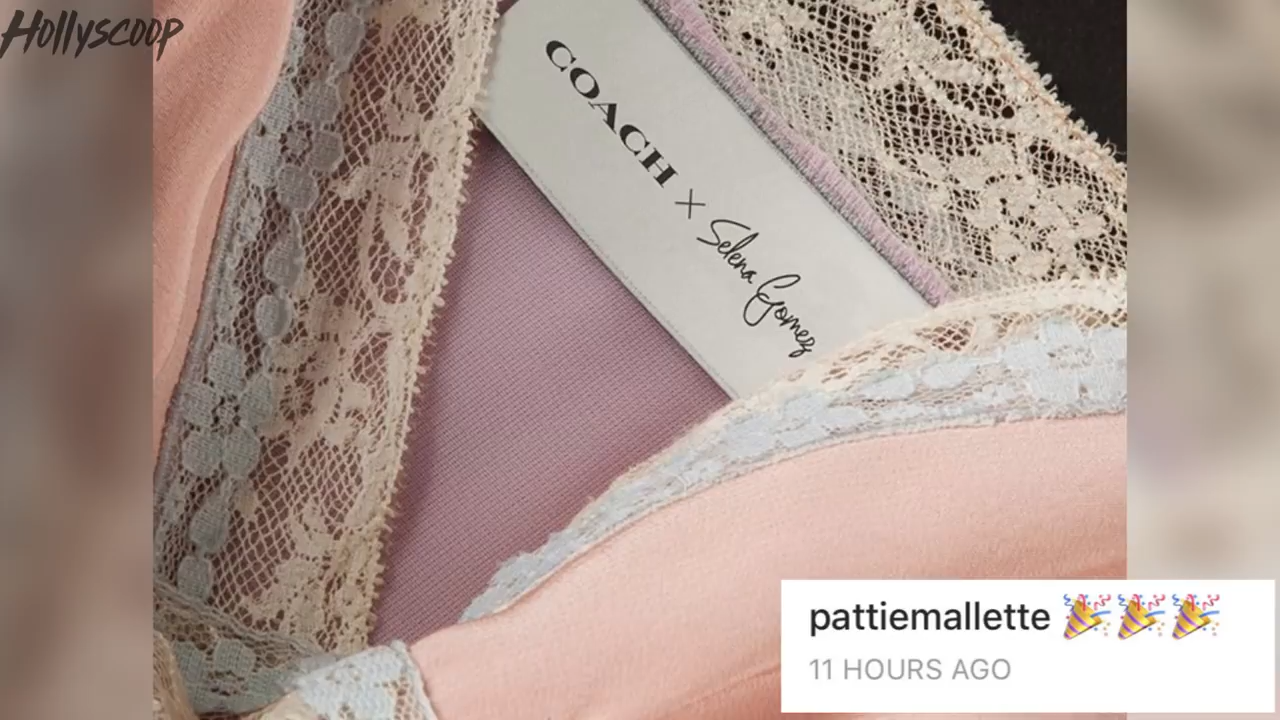 Hollyscoop
COACH × Selena Gomez
pattiemallette 🎉🎉🎉
11 HOURS AGO